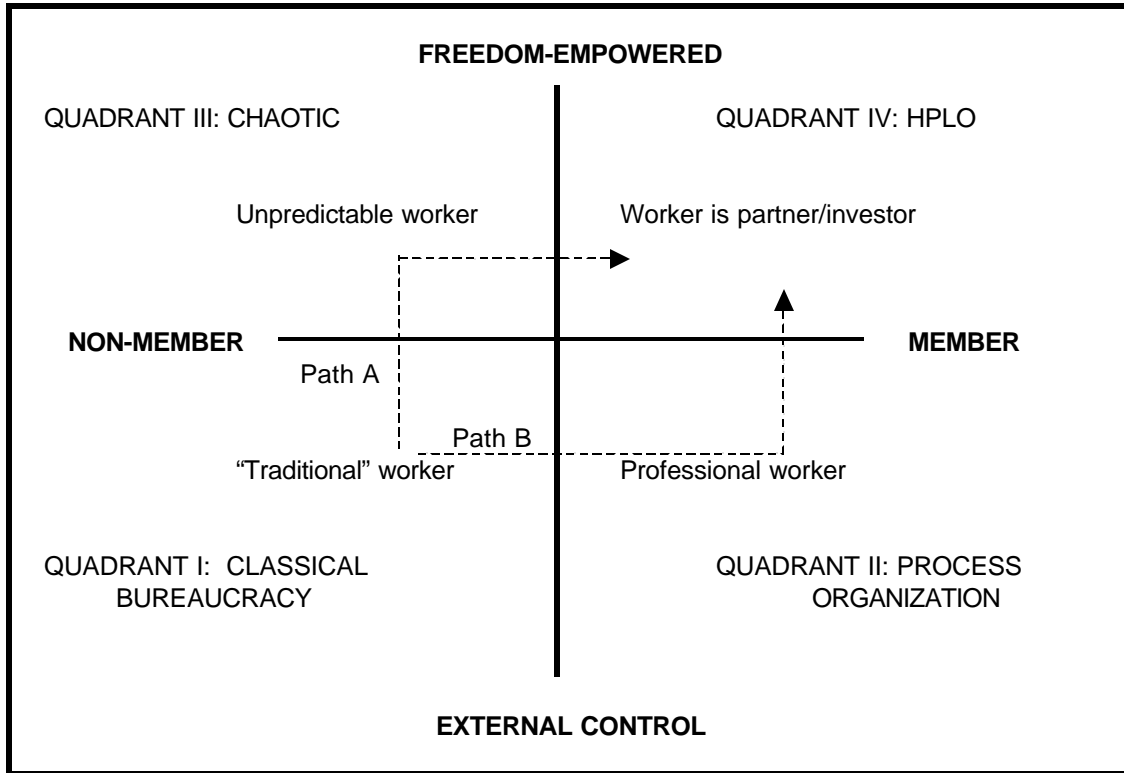 FREEDOM-EMPOWERED
QUADRANT III: CHAOTIC
QUADRANT IV: HPLO
Unpredictable worker
Worker is partner/investor
NON-MEMBER
MEMBER
Path A
Path B
“Traditional” worker
Professional worker
QUADRANT I: CLASSICAL
BUREAUCRACY
QUADRANT II: PROCESS
ORGANIZATION
EXTERNAL CONTROL